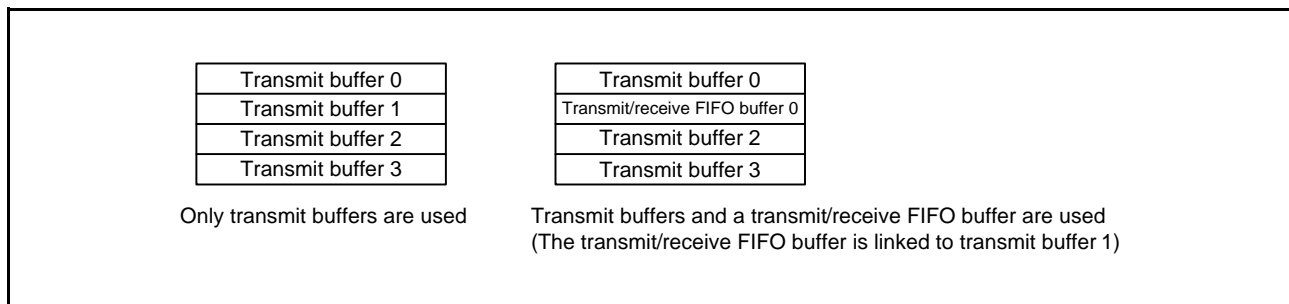 Transmit buffer 0
Transmit buffer 1
Transmit buffer 2
Transmit buffer 3
Only transmit buffers are used
Transmit buffer 0
Transmit/receive FIFO buffer 0
Transmit buffer 2
Transmit buffer 3
Transmit buffers and a transmit/receive FIFO buffer are used
(The transmit/receive FIFO buffer is linked to transmit buffer 1)